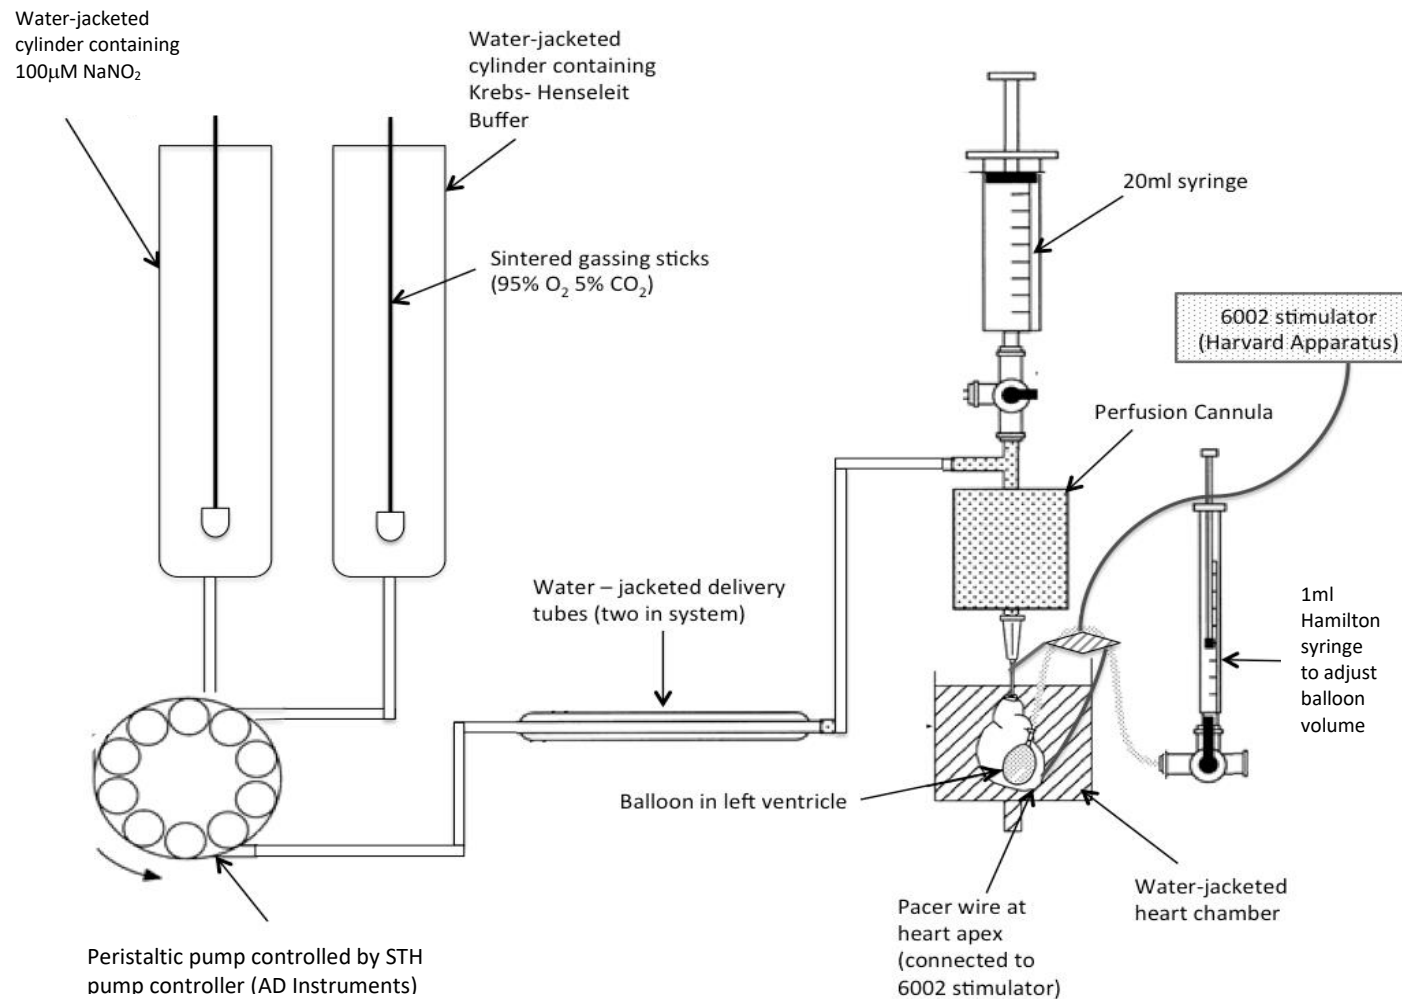 Water-jacketed
cylinder containing
100µM NaNO₂
Water-jacketed
cylinder containing
Krebs- Henseleit
Buffer
20ml syringe
Sintered gassing sticks
(95% O₂ 5% CO₂)
6002 stimulator
(Harvard Apparatus)
Perfusion Cannula
Water – jacketed delivery
tubes (two in system)
1ml
Hamilton
syringe
to adjust
balloon
volume
Balloon in left ventricle
Water-jacketed
heart chamber
Pacer wire at
heart apex
(connected to
6002 stimulator)
Peristaltic pump controlled by STH
pump controller (AD Instruments)